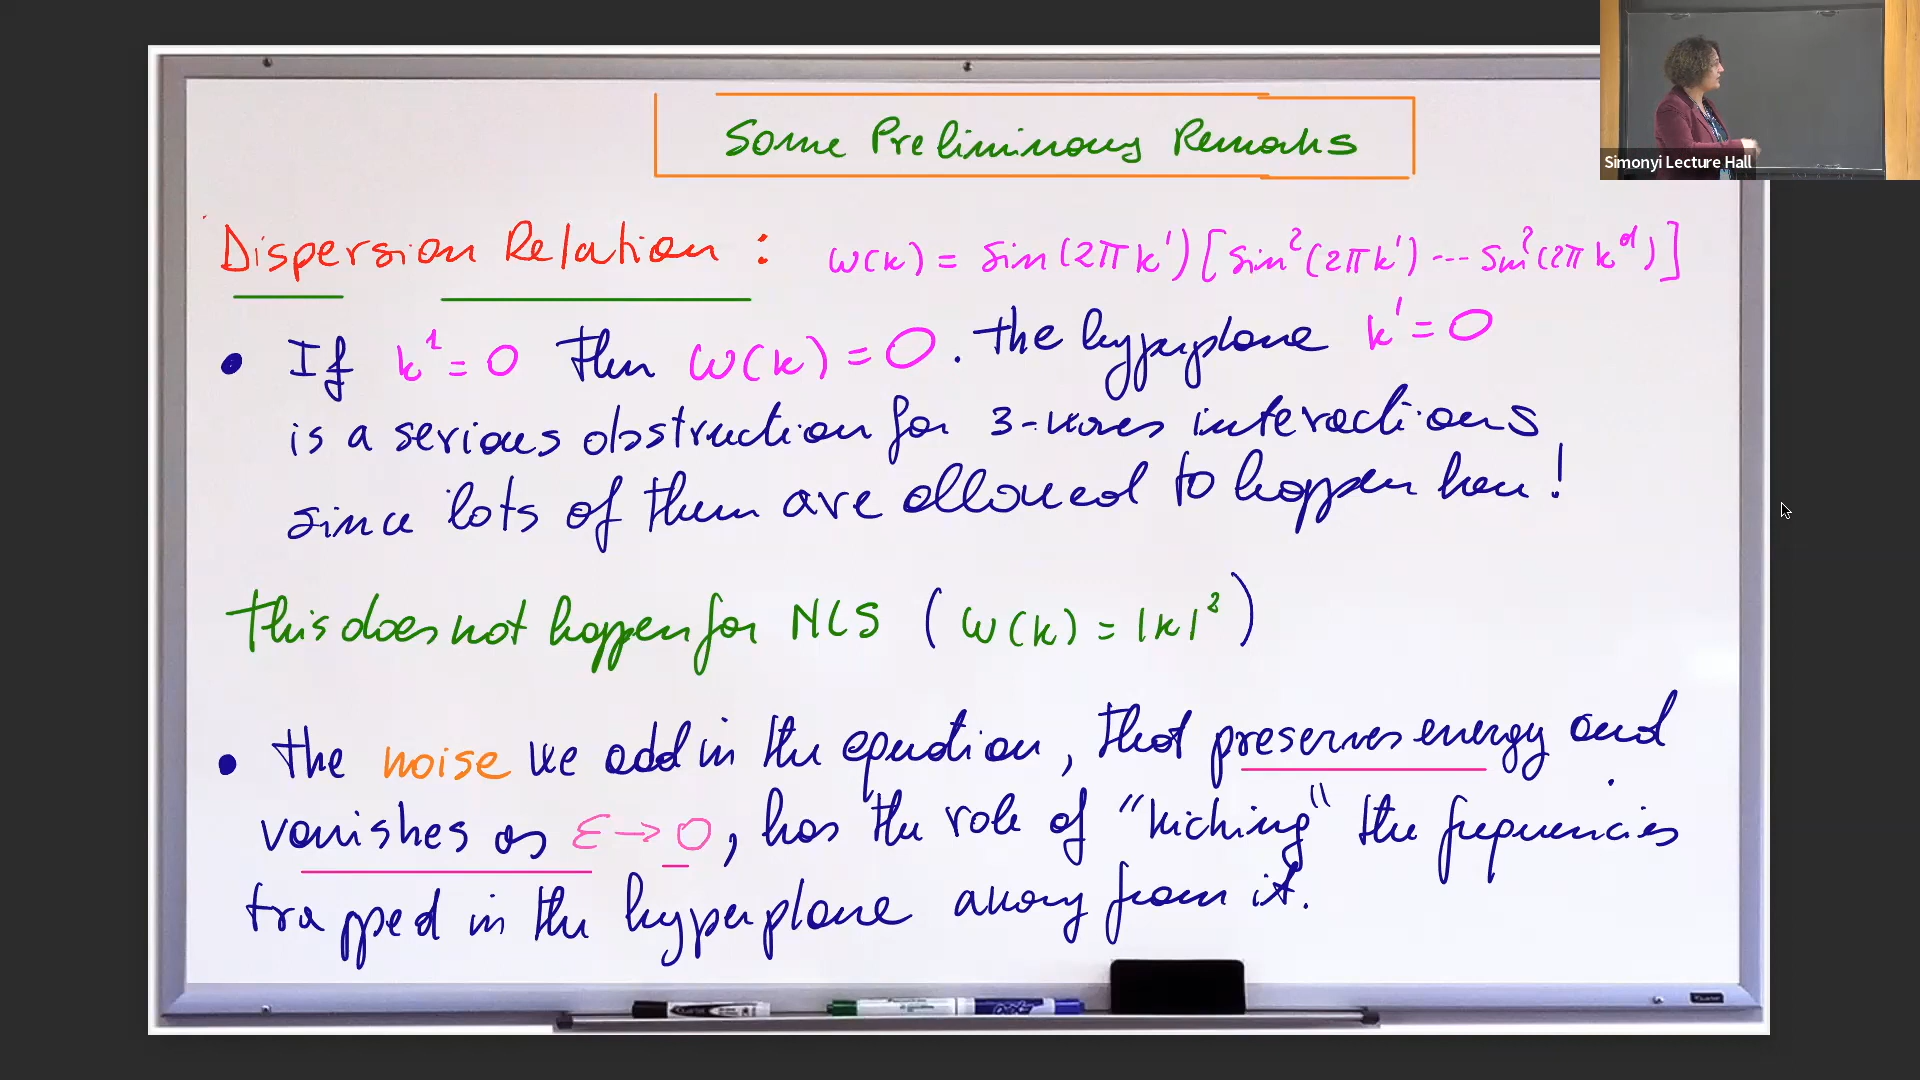 Some Preliminary Remarks
Simonyi Lecture Hall
Dispersion Relation : ω(k) = sin(2πk¹)[sin²(2πk¹) ... sin²(2πk^d)]
• If k¹ = 0 then ω(k) = 0. The hyperplane k¹ = 0
is a serious obstruction for 3-waves interactions
since lots of them are allowed to happen here!
This does not happen for NLS (ω(k) = |k|²)
• The noise we add in the equation, that preserves energy and
vanishes as ε → 0, has the role of "kicking" the frequencies
trapped in the hyperplane away from it.